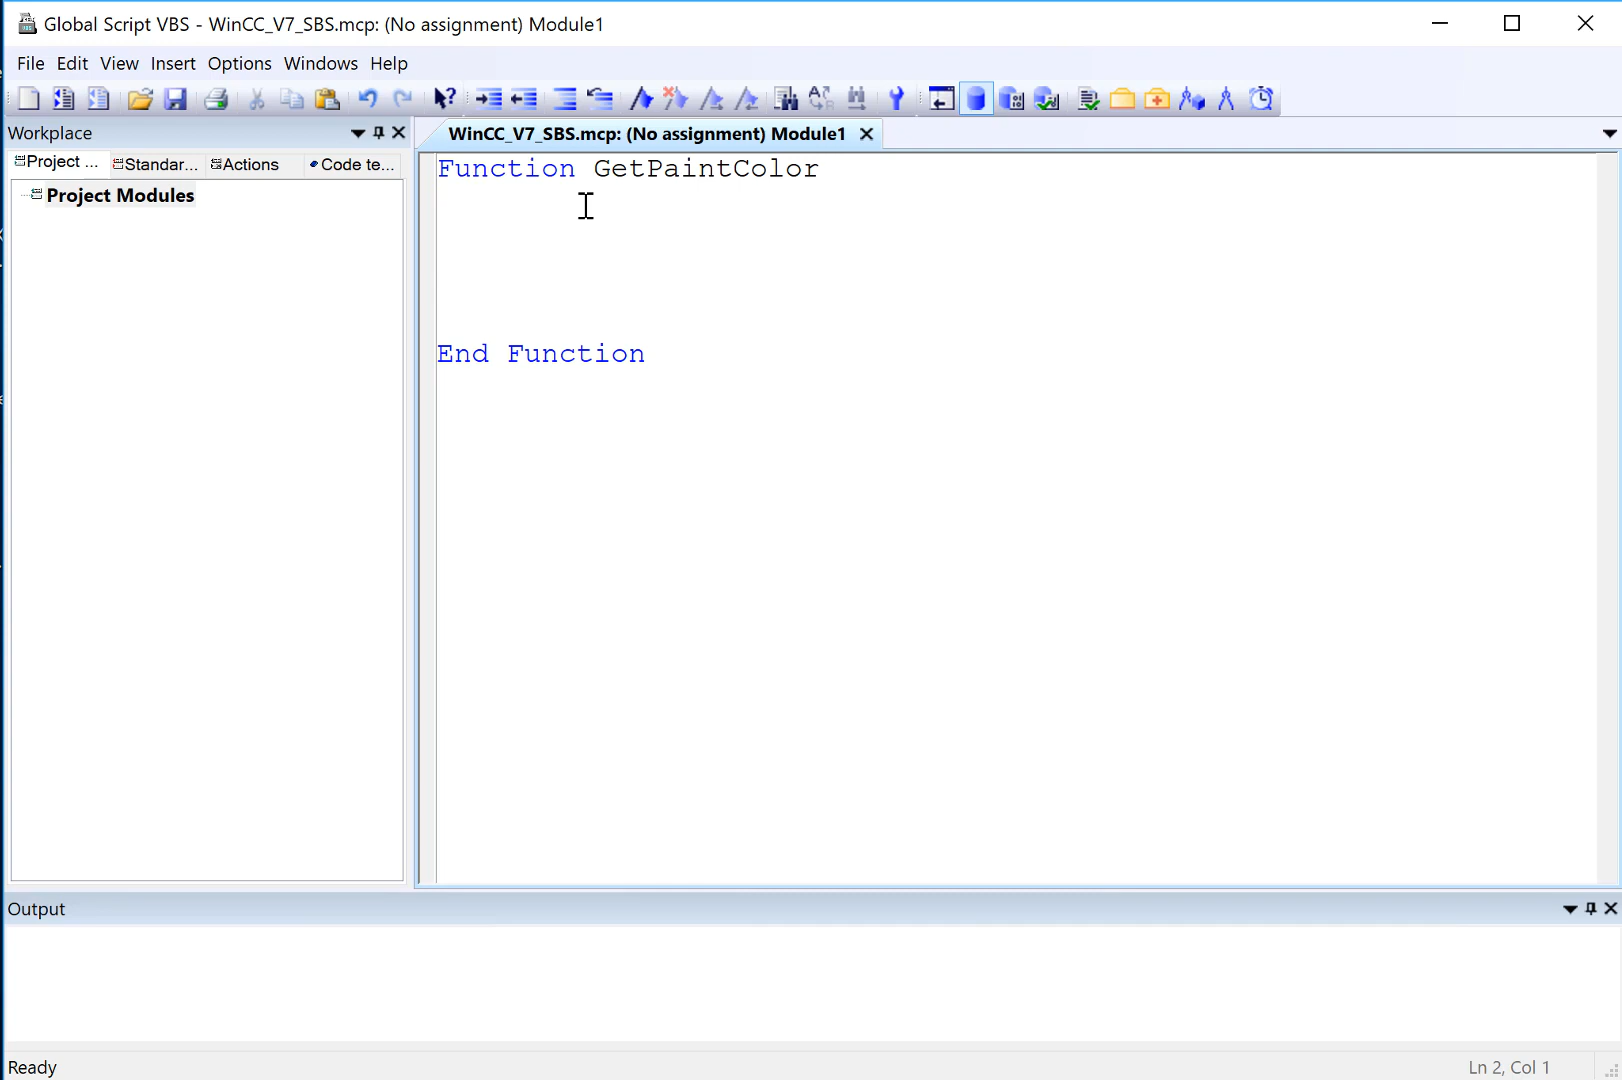 Global Script VBS - WinCC_V7_SBS.mcp: (No assignment) Module1
File Edit View Insert Options Windows Help
Workplace
WinCC_V7_SBS.mcp: (No assignment) Module1
Project ... Standar... Actions Code te...
Project Modules
Function GetPaintColor
End Function
Output
Ready
Ln 2, Col 1